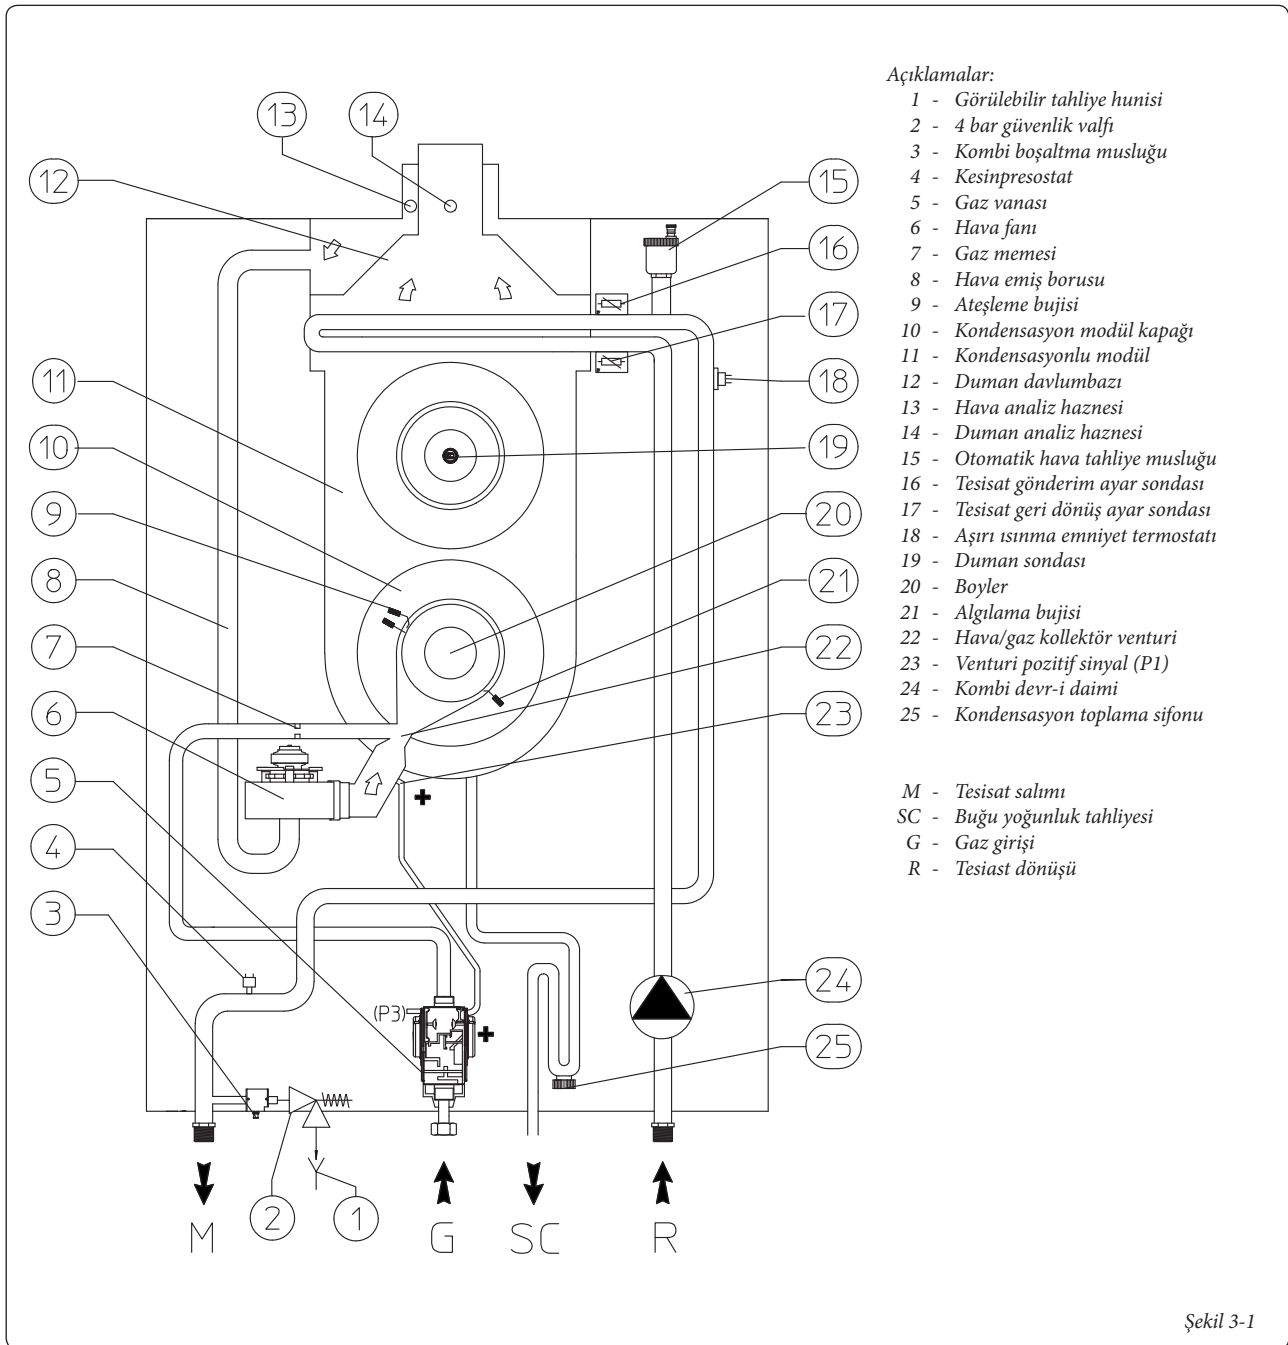 Açıklamalar:
1 - Görülebilir tahliye hunisi
2 - 4 bar güvenlik valfı
3 - Kombi boşaltma musluğu
4 - Kesinpresostat
5 - Gaz vanası
6 - Hava fanı
7 - Gaz memesi
8 - Hava emiş borusu
9 - Ateşleme bujisi
10 - Kondensasyon modül kapağı
11 - Kondensasyonlu modül
12 - Duman davlumbazı
13 - Hava analiz haznesi
14 - Duman analiz haznesi
15 - Otomatik hava tahliye musluğu
16 - Tesisat gönderim ayar sondası
17 - Tesisat geri dönüş ayar sondası
18 - Aşırı ısınma emniyet termostatı
19 - Duman sondası
20 - Boyler
21 - Algılama bujisi
22 - Hava/gaz kollektör venturi
23 - Venturi pozitif sinyal (P1)
24 - Kombi devr-i daimi
25 - Kondensasyon toplama sifonu
M - Tesisat salımı
SC - Buğu yoğunluk tahliyesi
G - Gaz girişi
R - Tesiast dönüşü
13
14
12
11
10
9
8
7
6
5
4
3
15
16
17
18
19
20
21
22
23
24
25
+
(P3)
+
2
1
M
G
SC
R
Şekil 3-1